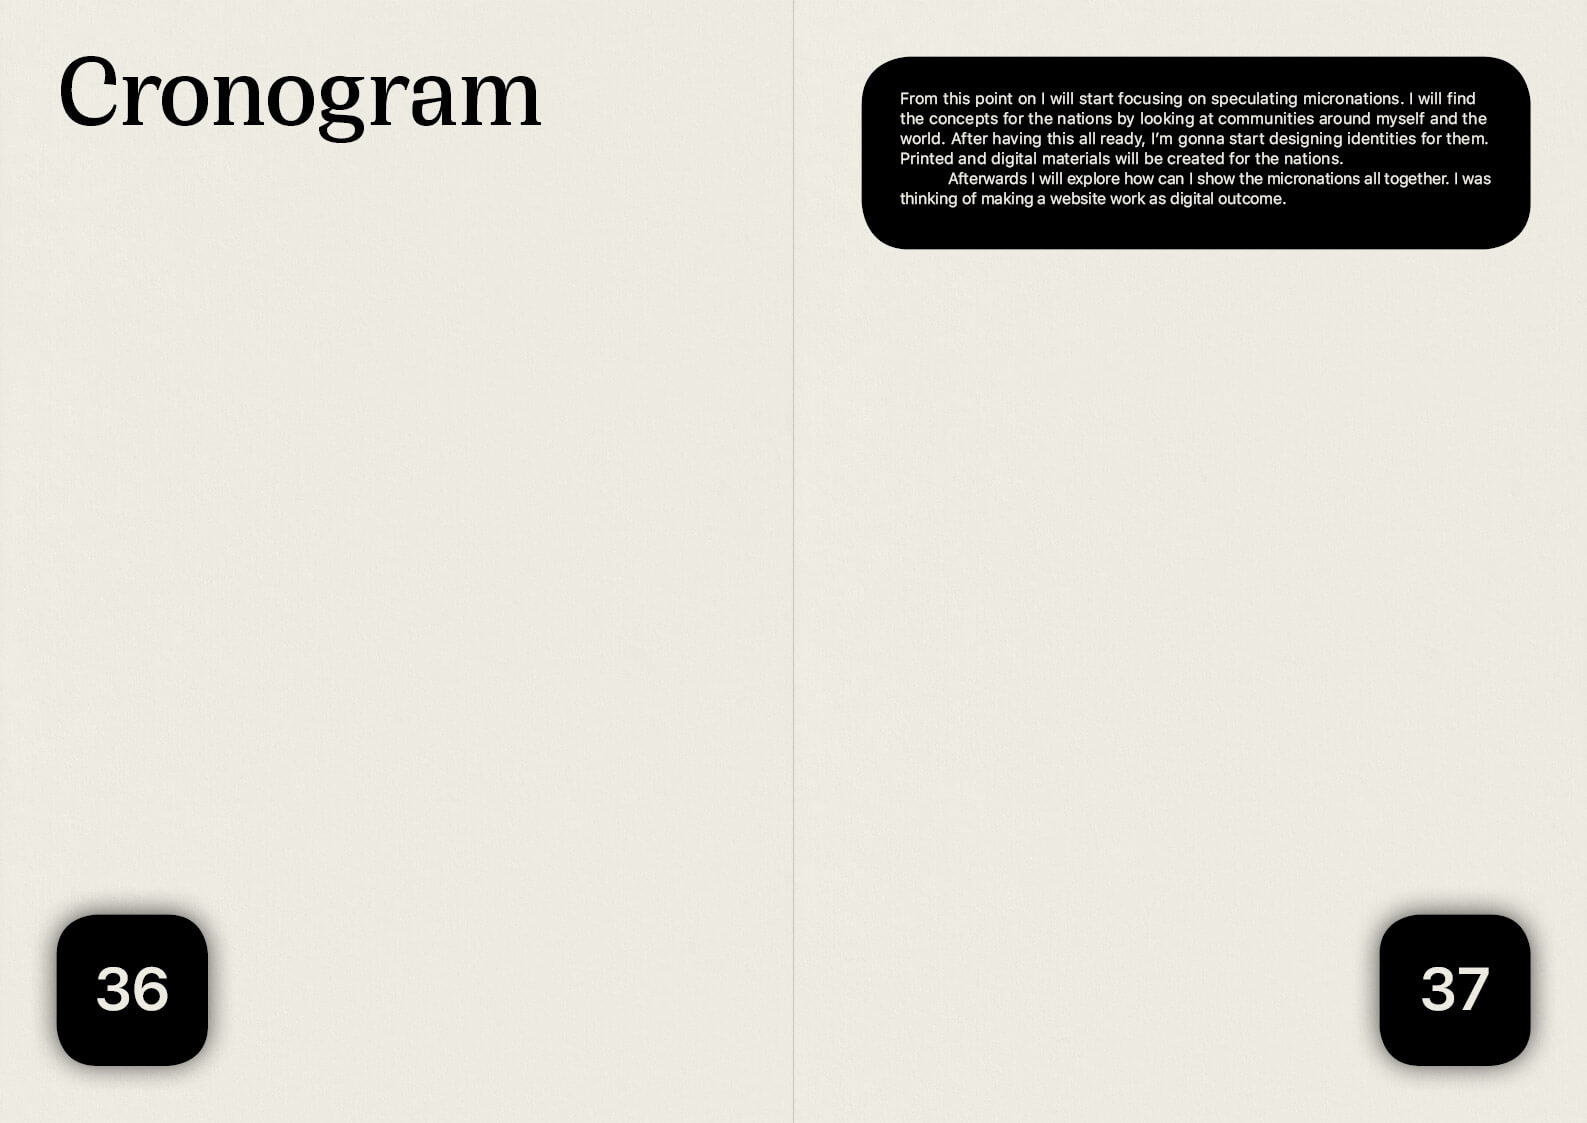 Cronogram
From this point on I will start focusing on speculating micronations. I will find
the concepts for the nations by looking at communities around myself and the
world. After having this all ready, I’m gonna start designing identities for them.
Printed and digital materials will be created for the nations.
Afterwards I will explore how can I show the micronations all together. I was
thinking of making a website work as digital outcome.
36
37